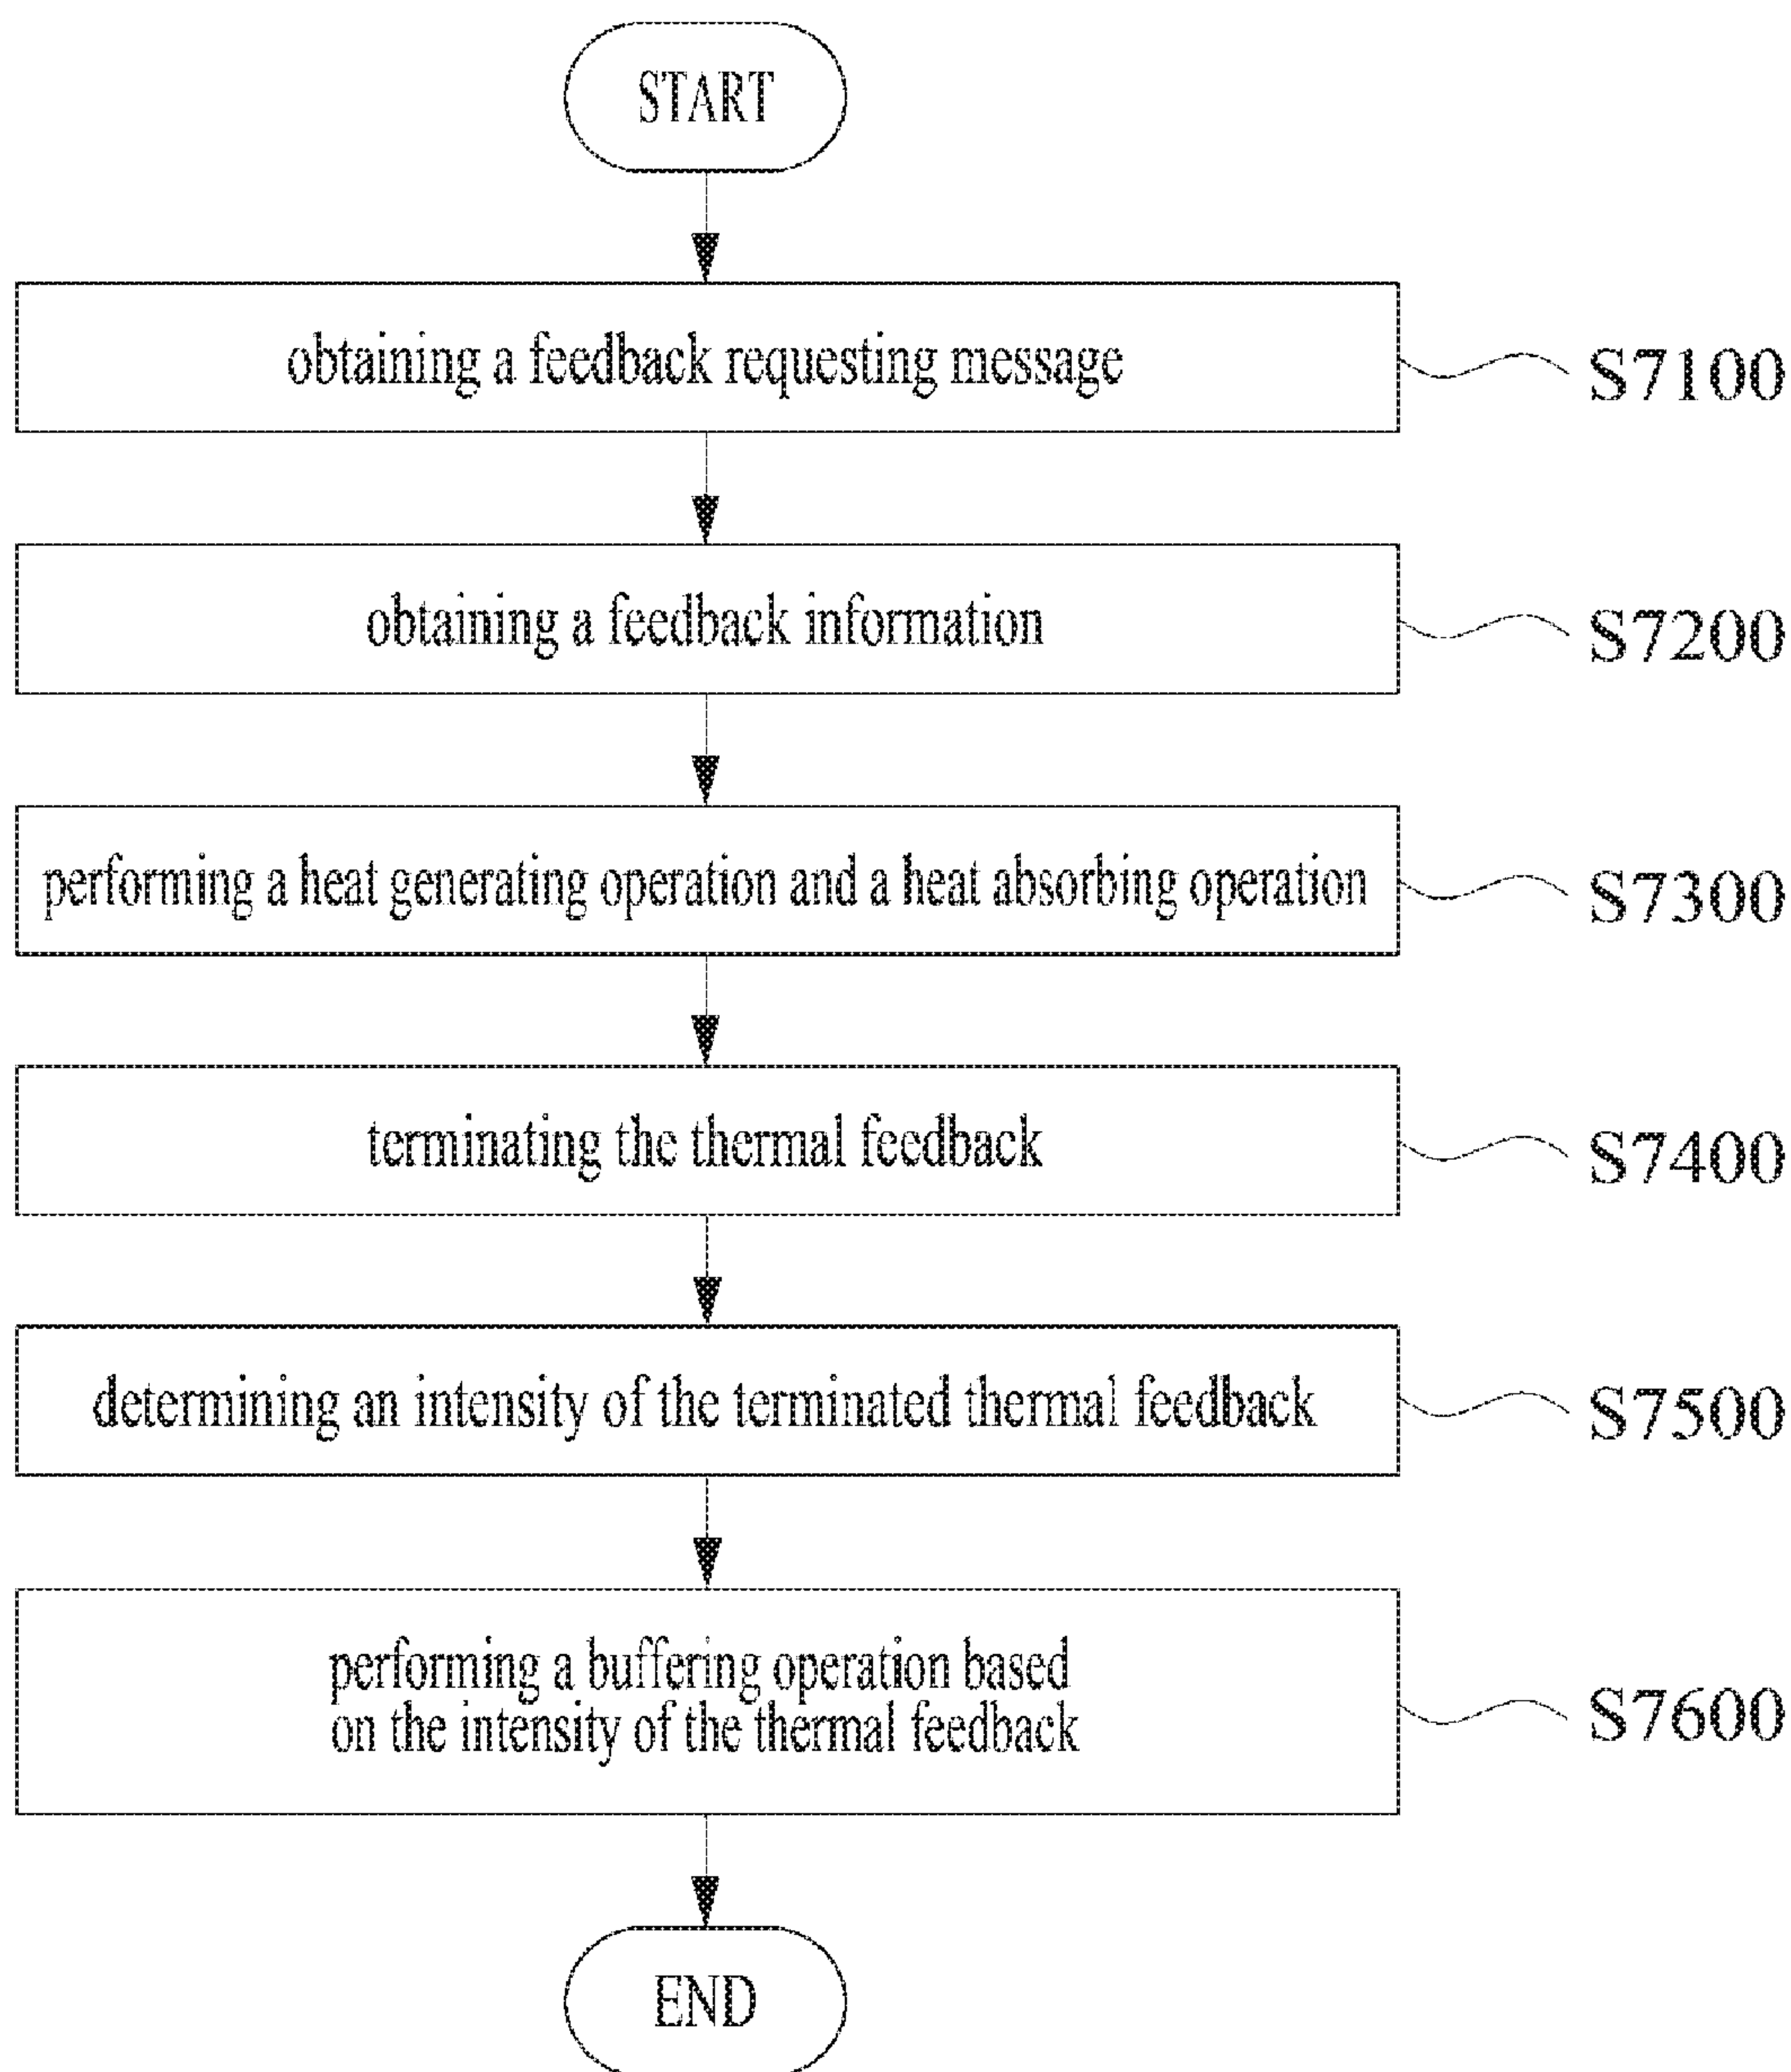 START
obtaining a feedback requesting message
S7100
obtaining a feedback information
S7200
performing a heat generating operation and a heat absorbing operation
S7300
terminating the thermal feedback
S7400
determining an intensity of the terminated thermal feedback
S7500
performing a buffering operation based
on the intensity of the thermal feedback
S7600
END